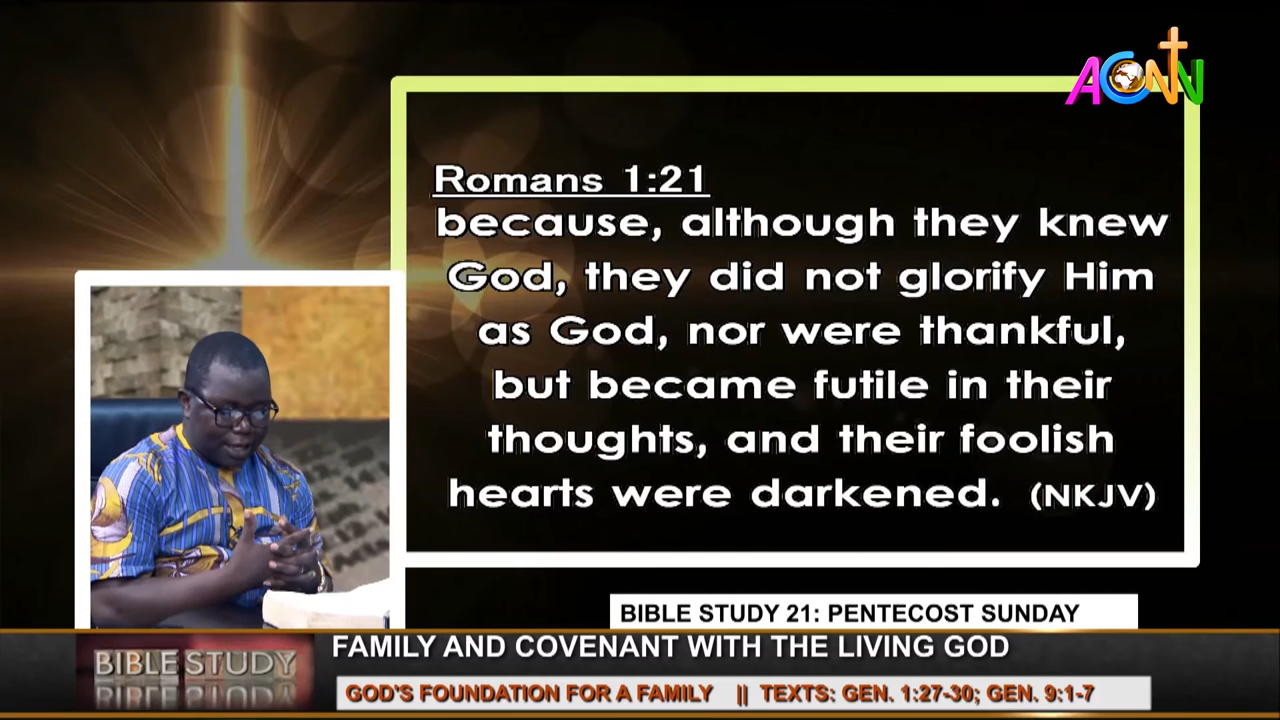 ACNN
Romans 1:21
because, although they knew
God, they did not glorify Him
as God, nor were thankful,
but became futile in their
thoughts, and their foolish
hearts were darkened. (NKJV)
BIBLE STUDY 21: PENTECOST SUNDAY
BIBLE STUDY
FAMILY AND COVENANT WITH THE LIVING GOD
GOD'S FOUNDATION FOR A FAMILY || TEXTS: GEN. 1:27-30; GEN. 9:1-7